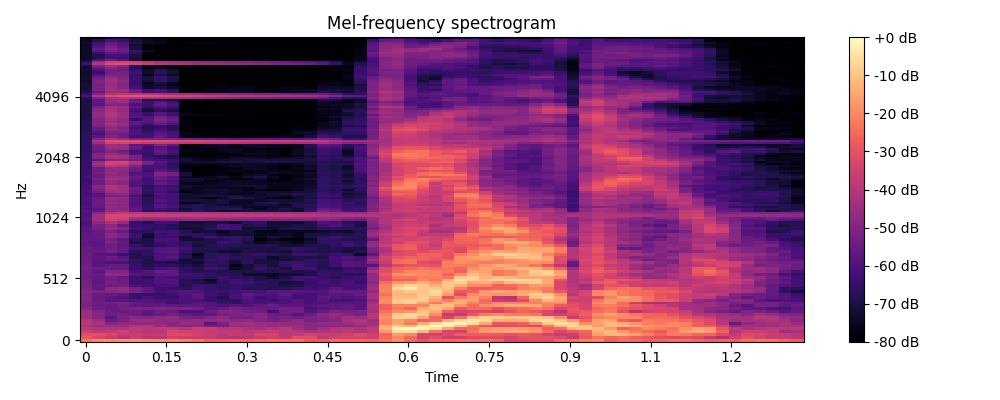 Mel-frequency spectrogram
Hz
4096
2048
1024
512
0
0 0.15 0.3 0.45 0.6 0.75 0.9 1.1 1.2
Time
+0 dB
-10 dB
-20 dB
-30 dB
-40 dB
-50 dB
-60 dB
-70 dB
-80 dB